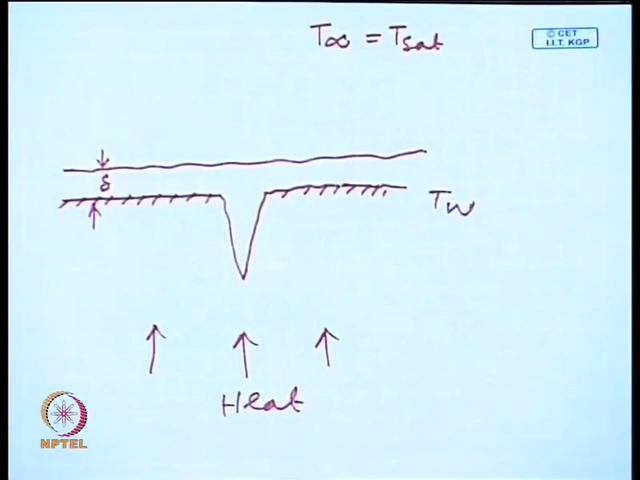 T∞ = Tsat
© CET
I.I.T. KGP
δ
Tw
Heat
NPTEL